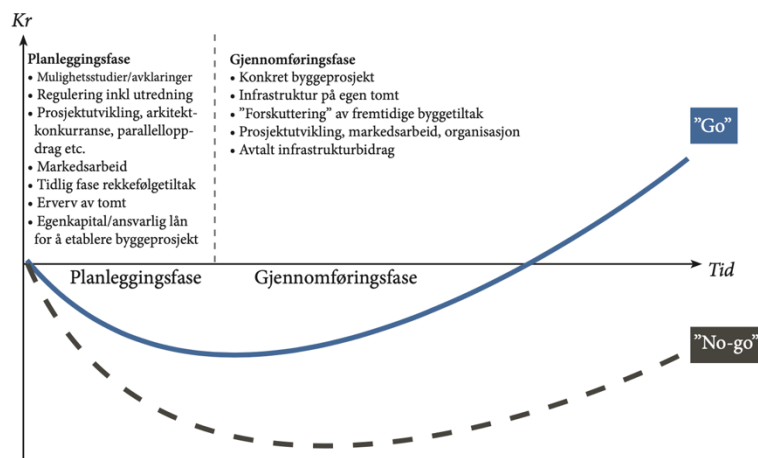 Kr
Planleggingsfase
• Mulighetsstudier/avklaringer
• Regulering inkl utredning
• Prosjektutvikling, arkitekt-
konkurranse, parallellopp-
drag etc.
• Markedsarbeid
• Tidlig fase rekkefølgetiltak
• Erverv av tomt
• Egenkapital/ansvarlig lån
for å etablere byggeprosjekt
Gjennomføringsfase
• Konkret byggeprosjekt
• Infrastruktur på egen tomt
• ”Forskuttering” av fremtidige byggetiltak
• Prosjektutvikling, markedsarbeid, organisasjon
• Avtalt infrastrukturbidrag
”Go”
Planleggingsfase
Gjennomføringsfase
Tid
”No-go”